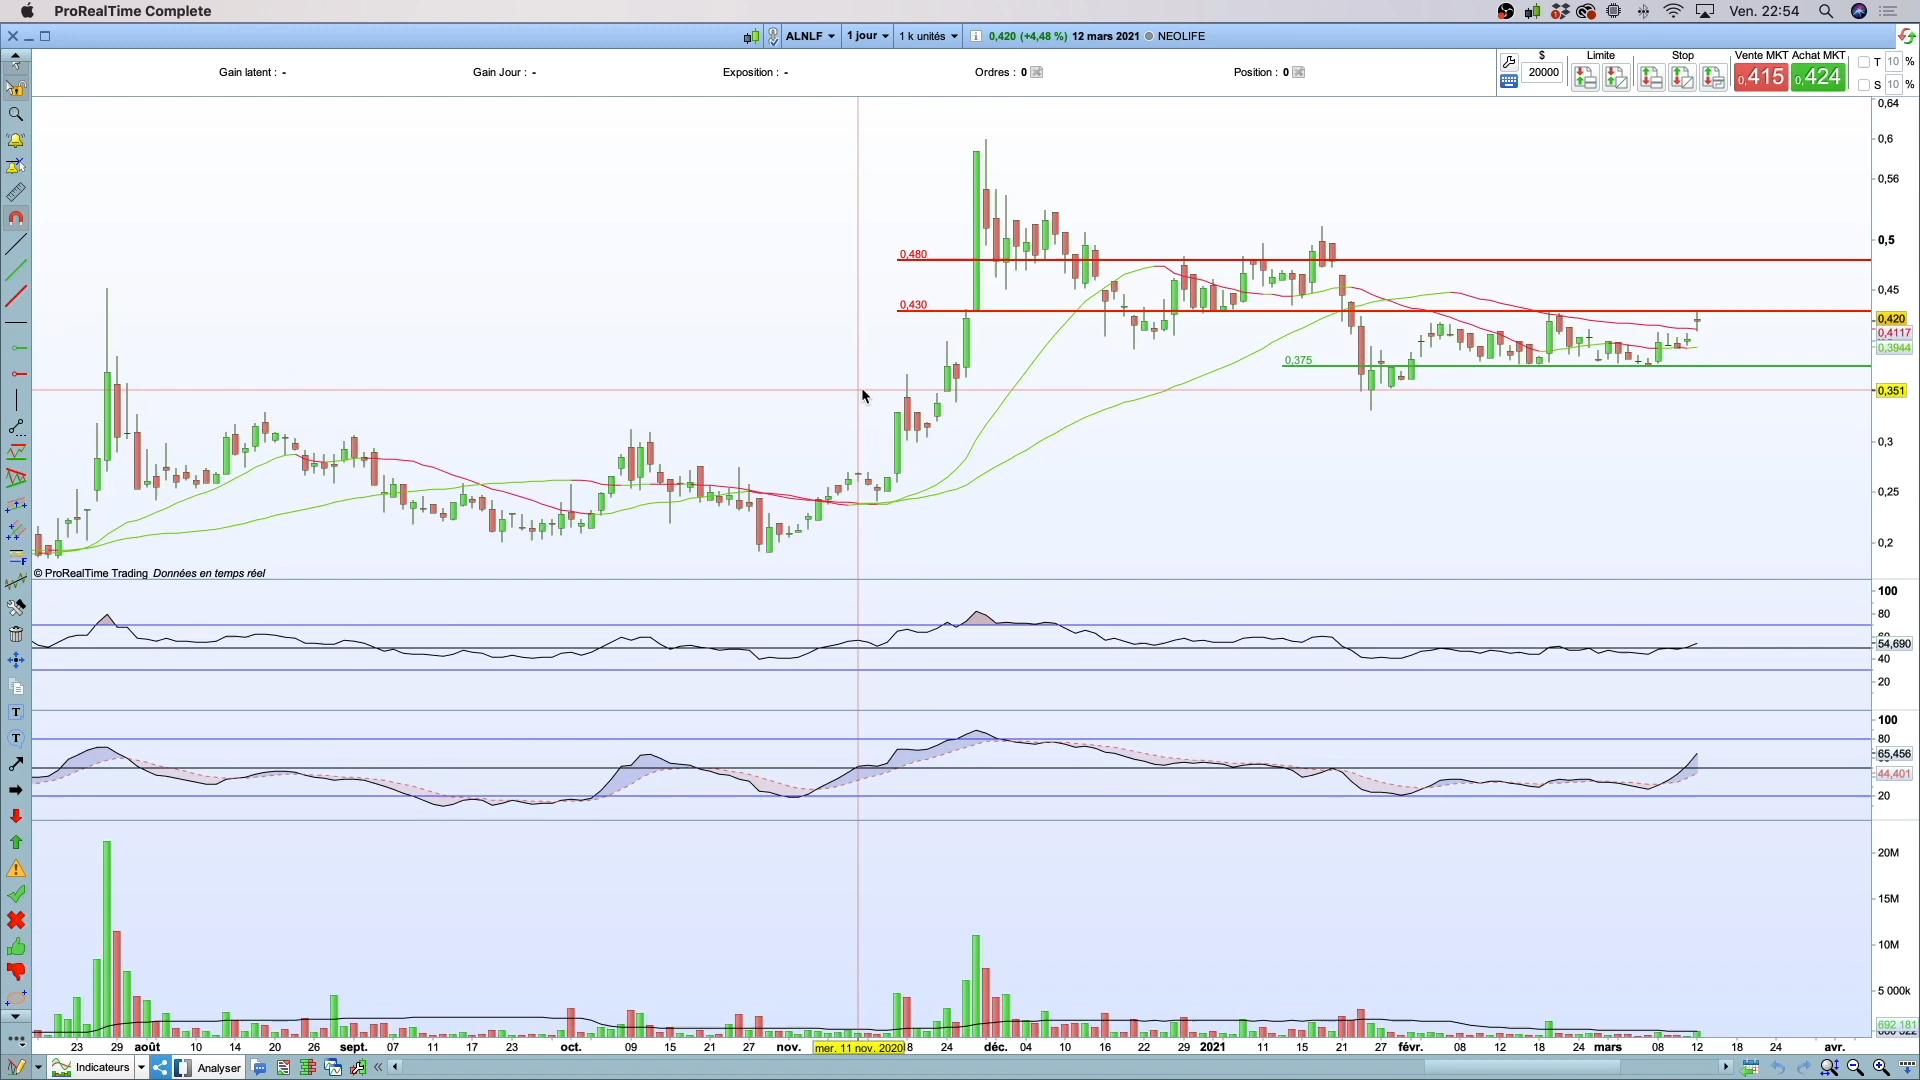 ProRealTime Complete
Ven. 22:54
ALNLF
1 jour
1 k unités
0,420 (+4,48 %) 12 mars 2021
NEOLIFE
Gain latent : -
Gain Jour : -
Exposition : -
Ordres : 0
Position : 0
$
20000
Limite
Stop
Vente MKT
Achat MKT
0,415
0,424
T 10 %
S 10 %
0,64
0,6
0,56
0,5
0,45
0,420
0,4117
0,3944
0,351
0,3
0,25
0,2
0,480
0,430
0,375
© ProRealTime Trading Données en temps réel
100
80
54,690
40
20
100
80
65,456
44,401
20
20M
15M
10M
5 000k
692 181
23 29 août 10 14 20 26 sept. 07 11 17 23 oct. 09 15 21 27 nov. mer. 11 nov. 2020 8 24 déc. 04 10 16 22 29 2021 11 15 21 27 févr. 08 12 18 24 mars 08 12 18 24 avr.
Indicateurs
Analyser